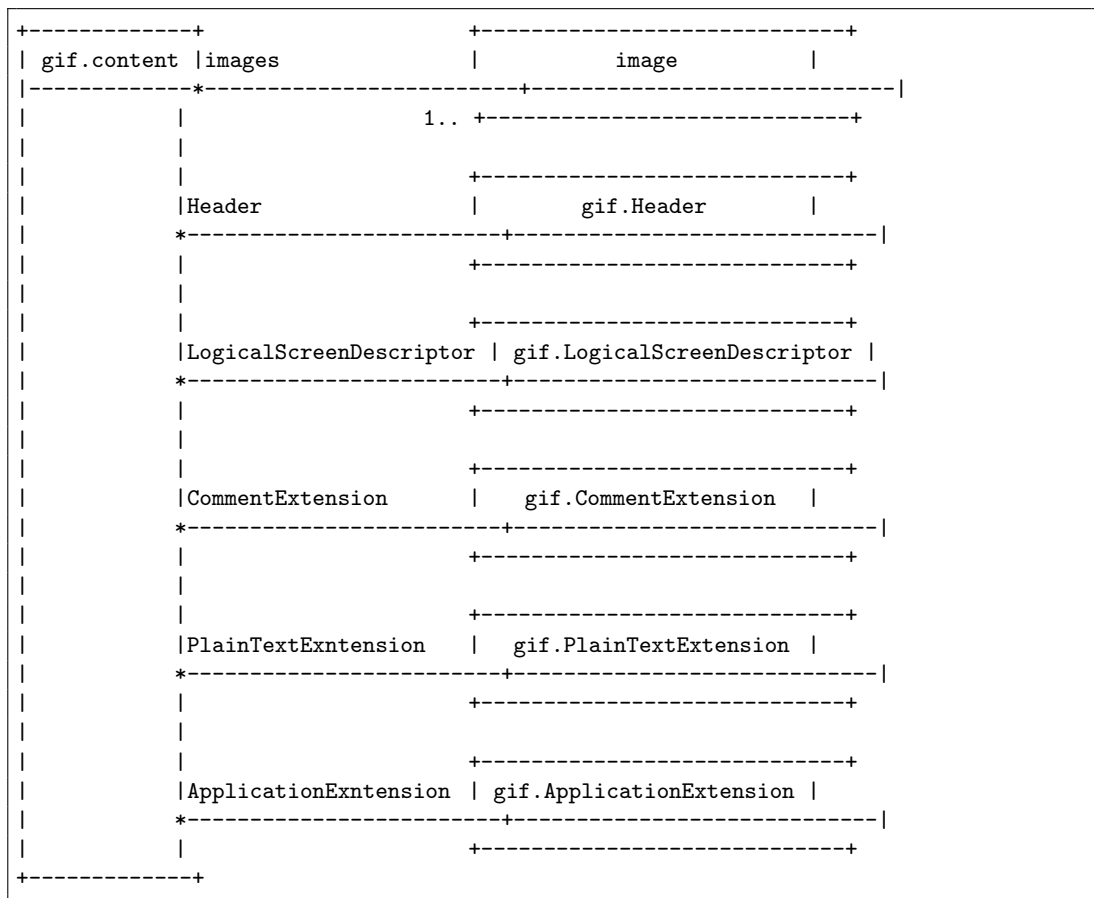 gif.content images image
1..
Header gif.Header
LogicalScreenDescriptor gif.LogicalScreenDescriptor
CommentExtension gif.CommentExtension
PlainTextExntension gif.PlainTextExtension
ApplicationExntension gif.ApplicationExtension